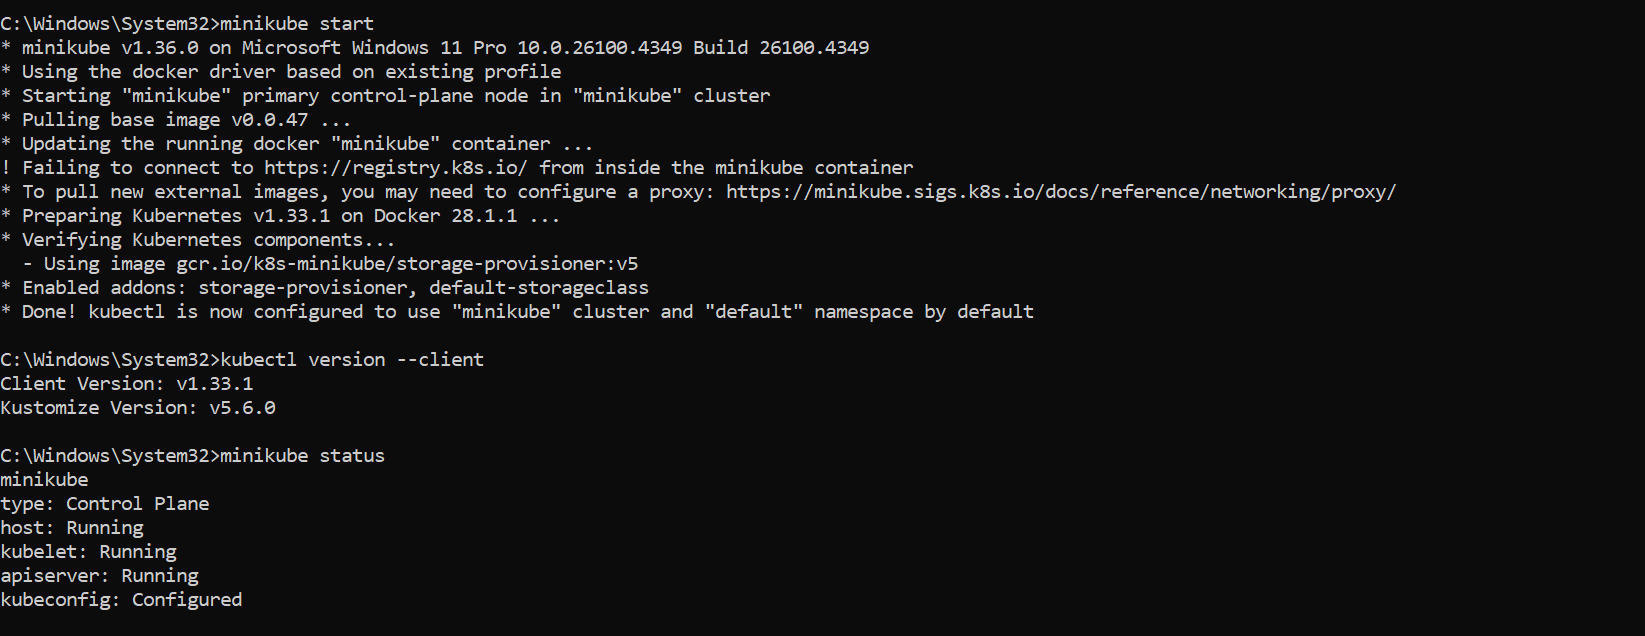 C:\Windows\System32>minikube start
* minikube v1.36.0 on Microsoft Windows 11 Pro 10.0.26100.4349 Build 26100.4349
* Using the docker driver based on existing profile
* Starting "minikube" primary control-plane node in "minikube" cluster
* Pulling base image v0.0.47 ...
* Updating the running docker "minikube" container ...
! Failing to connect to https://registry.k8s.io/ from inside the minikube container
* To pull new external images, you may need to configure a proxy: https://minikube.sigs.k8s.io/docs/reference/networking/proxy/
* Preparing Kubernetes v1.33.1 on Docker 28.1.1 ...
* Verifying Kubernetes components...
  - Using image gcr.io/k8s-minikube/storage-provisioner:v5
* Enabled addons: storage-provisioner, default-storageclass
* Done! kubectl is now configured to use "minikube" cluster and "default" namespace by default
C:\Windows\System32>kubectl version --client
Client Version: v1.33.1
Kustomize Version: v5.6.0
C:\Windows\System32>minikube status
minikube
type: Control Plane
host: Running
kubelet: Running
apiserver: Running
kubeconfig: Configured